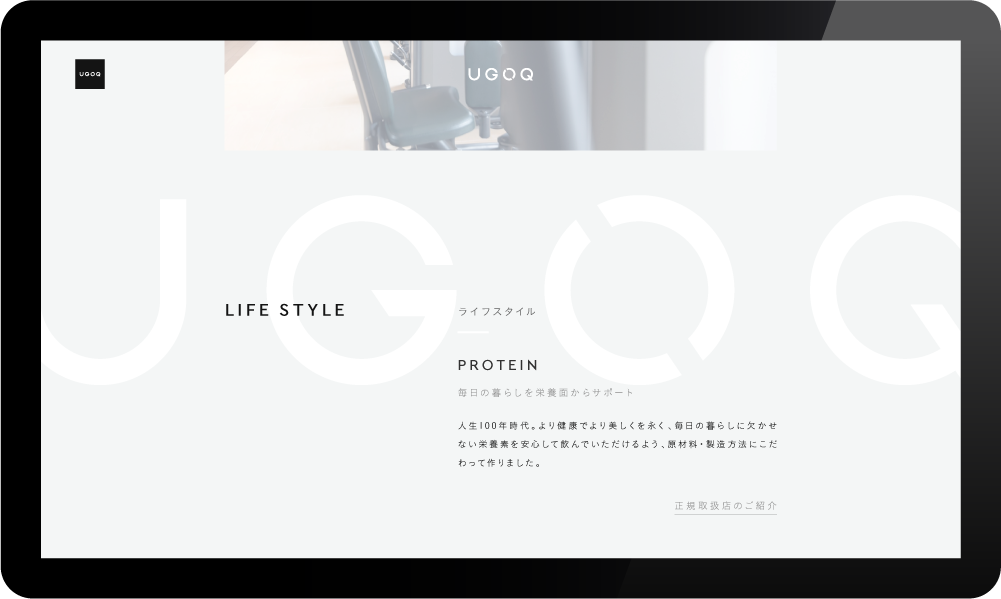 UGOQ
UGOQ
UGOQ
LIFE STYLE
ライフスタイル
PROTEIN
毎日の暮らしを栄養面からサポート
人生100年時代。より健康でより美しくを永く、毎日の暮らしに欠かせ
ない栄養素を安心して飲んでいただけるよう、原材料・製造方法にこだ
わって作りました。
正規取扱店のご紹介